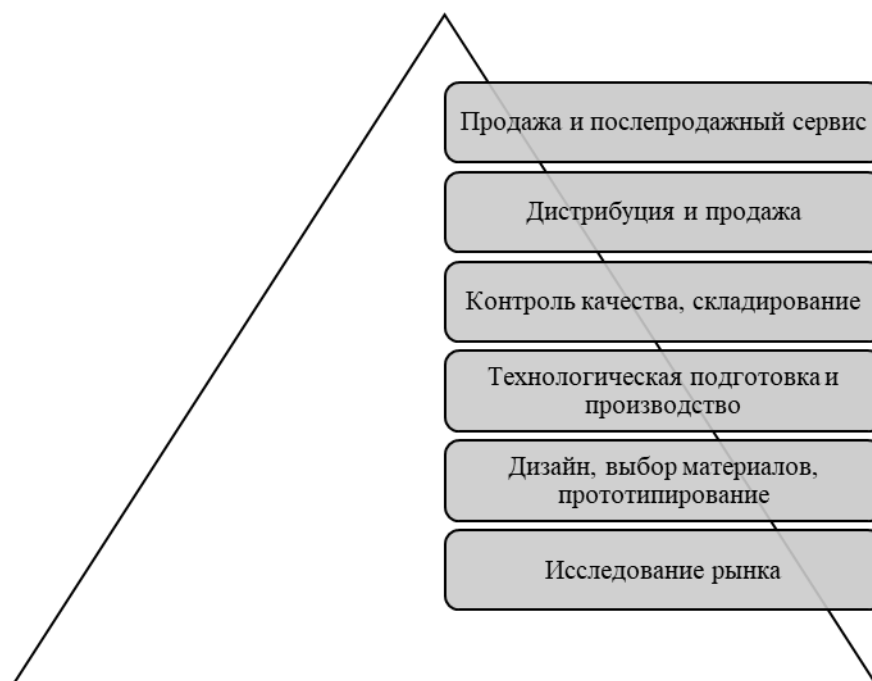 Продажа и послепродажный сервис
Дистрибуция и продажа
Контроль качества, складирование
Технологическая подготовка и
производство
Дизайн, выбор материалов,
прототипирование
Исследование рынка